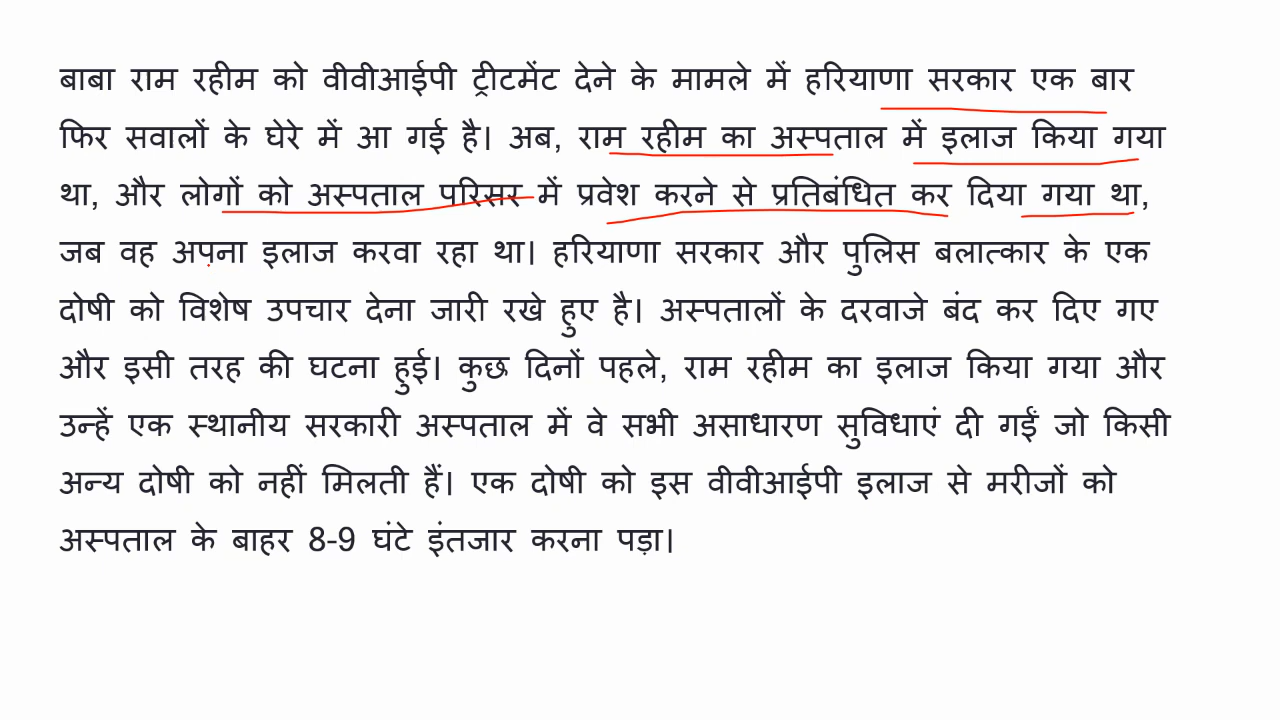 बाबा राम रहीम को वीवीआईपी ट्रीटमेंट देने के मामले में हरियाणा सरकार एक बार
फिर सवालों के घेरे में आ गई है। अब, राम रहीम का अस्पताल में इलाज किया गया
था, और लोगों को अस्पताल परिसर में प्रवेश करने से प्रतिबंधित कर दिया गया था,
जब वह अपना इलाज करवा रहा था। हरियाणा सरकार और पुलिस बलात्कार के एक
दोषी को विशेष उपचार देना जारी रखे हुए है। अस्पतालों के दरवाजे बंद कर दिए गए
और इसी तरह की घटना हुई। कुछ दिनों पहले, राम रहीम का इलाज किया गया और
उन्हें एक स्थानीय सरकारी अस्पताल में वे सभी असाधारण सुविधाएं दी गईं जो किसी
अन्य दोषी को नहीं मिलती हैं। एक दोषी को इस वीवीआईपी इलाज से मरीजों को
अस्पताल के बाहर 8-9 घंटे इंतजार करना पड़ा।